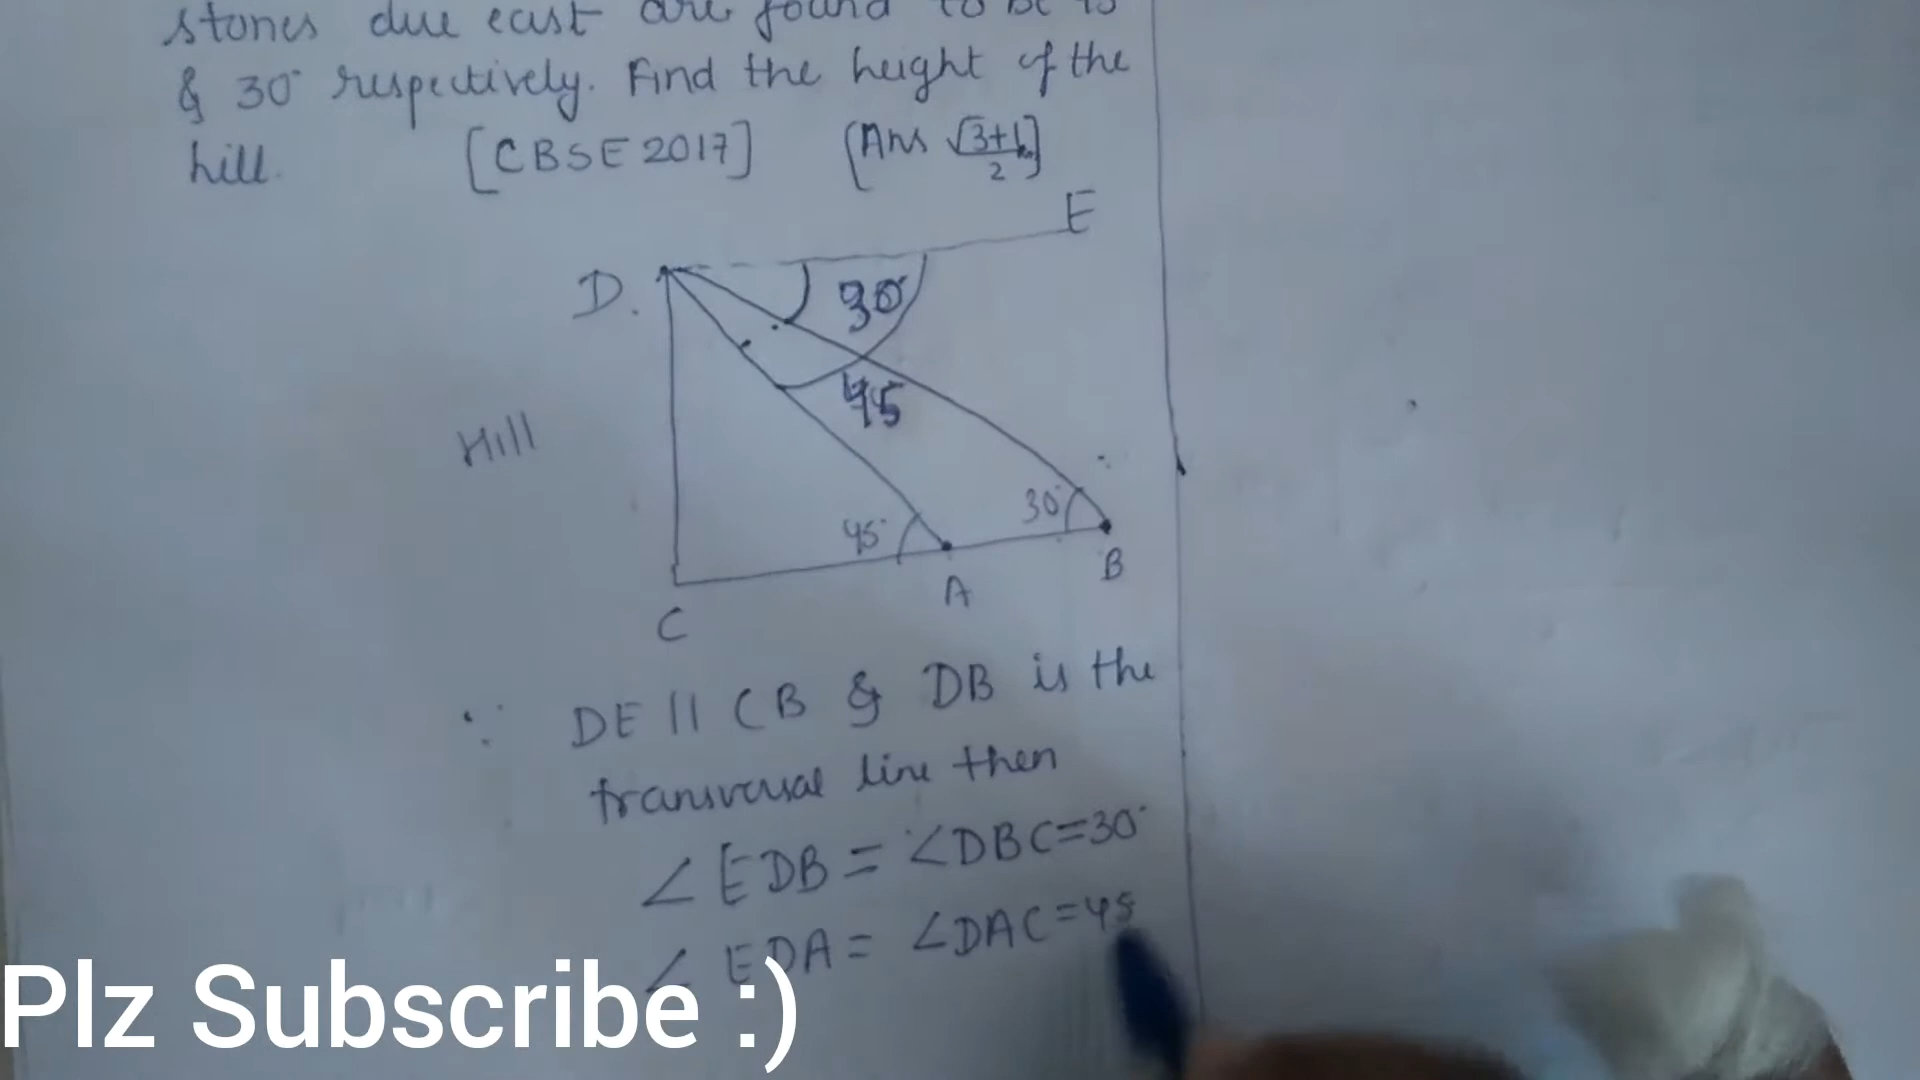 stones due east are found to be 45
& 30° respectively. Find the height of the
hill. [CBSE 2017] [Ans √3+1/2 km]
E
D.
30°
45
Hill
45°
30°
A
B
C
∵ DE || CB & DB is the
transversal line then
∠EDB = ∠DBC=30°
∠EDA = ∠DAC=45
Plz Subscribe :)